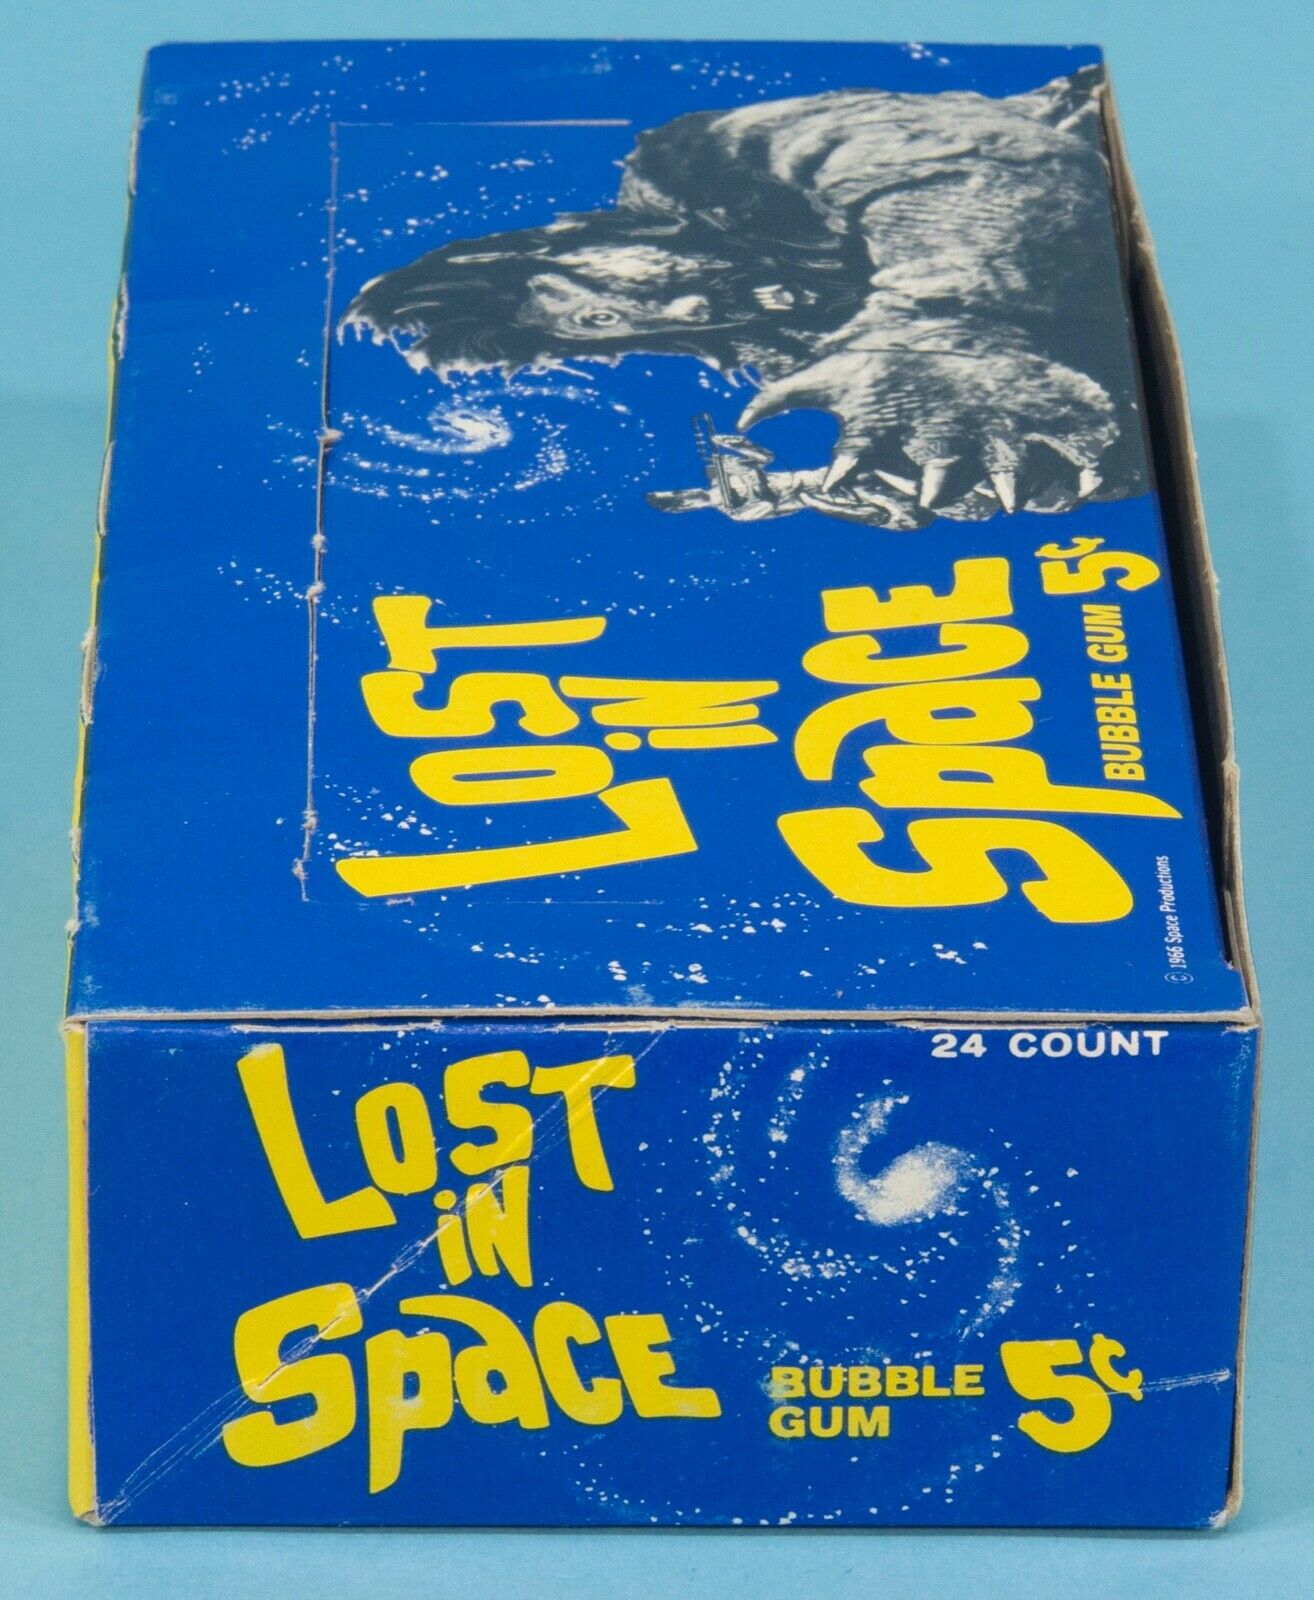 LOST
iN
Space
BUBBLE GUM 5¢
© 1966 Space Productions
24 COUNT
LOST
iN
Space
BUBBLE
GUM
5¢